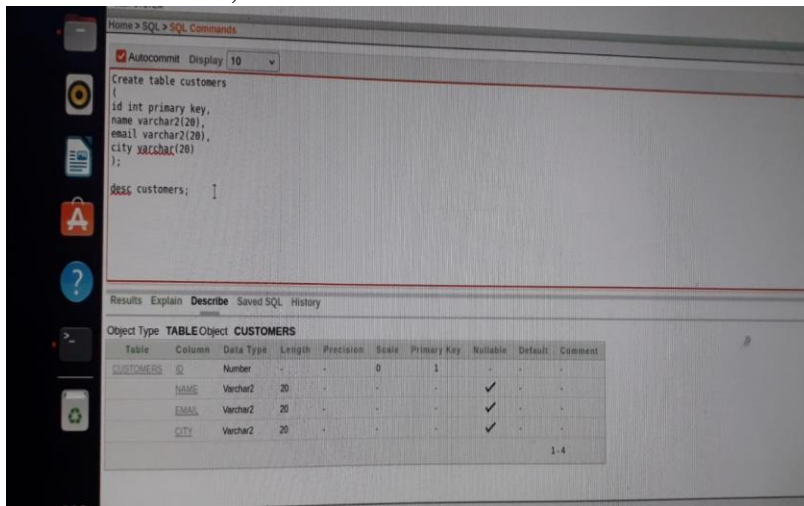 Home > SQL > SQL Commands
Autocommit Display 10
Create table customers
(
id int primary key,
name varchar2(20),
email varchar2(20),
city varchar(20)
);
desc customers;
Results Explain Describe Saved SQL History
Object Type TABLE Object CUSTOMERS
Table Column Data Type Length Precision Scale Primary Key Nullable Default Comment
CUSTOMERS ID Number - - 0 1 - - -
NAME Varchar2 20 - - - ✓ - -
EMAIL Varchar2 20 - - - ✓ - -
CITY Varchar2 20 - - - ✓ - -
1-4